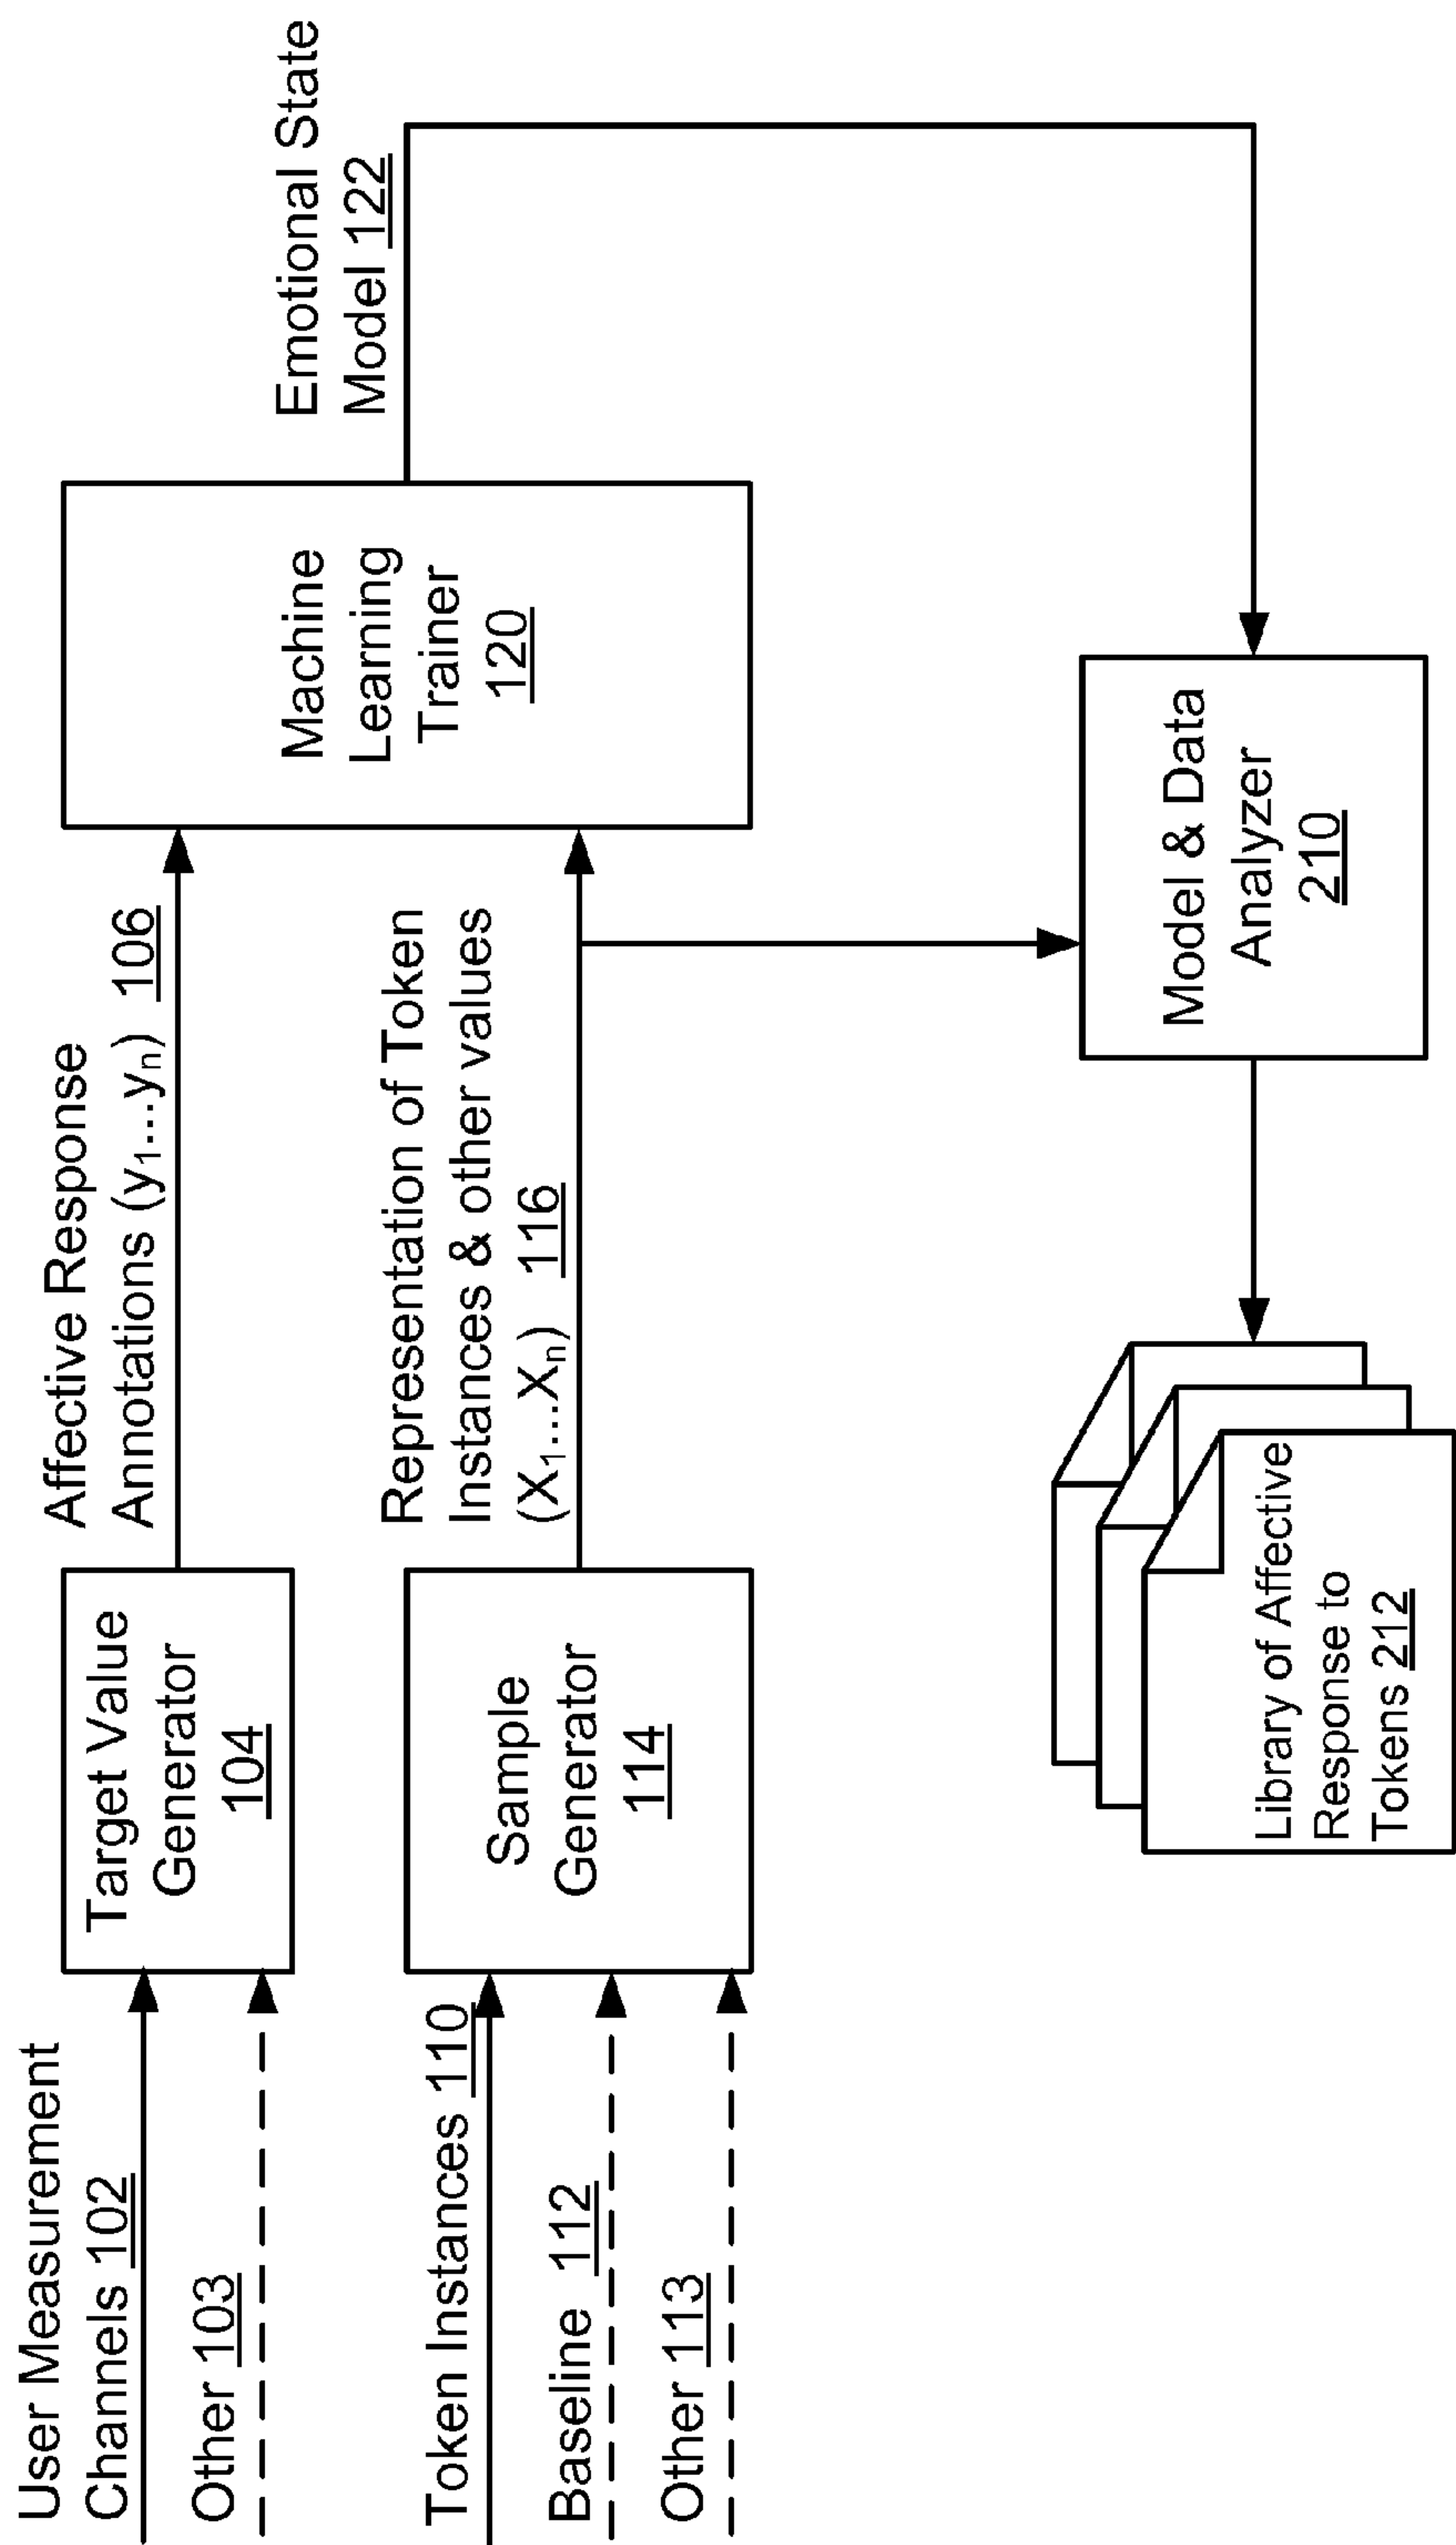 User Measurement
Channels 102
Other 103
Target Value
Generator
104
Affective Response
Annotations (y₁...yₙ) 106
Token Instances 110
Baseline 112
Other 113
Sample
Generator
114
Representation of Token
Instances & other values
(X₁...Xₙ) 116
Machine
Learning
Trainer
120
Emotional State
Model 122
Model & Data
Analyzer
210
Library of Affective
Response to
Tokens 212